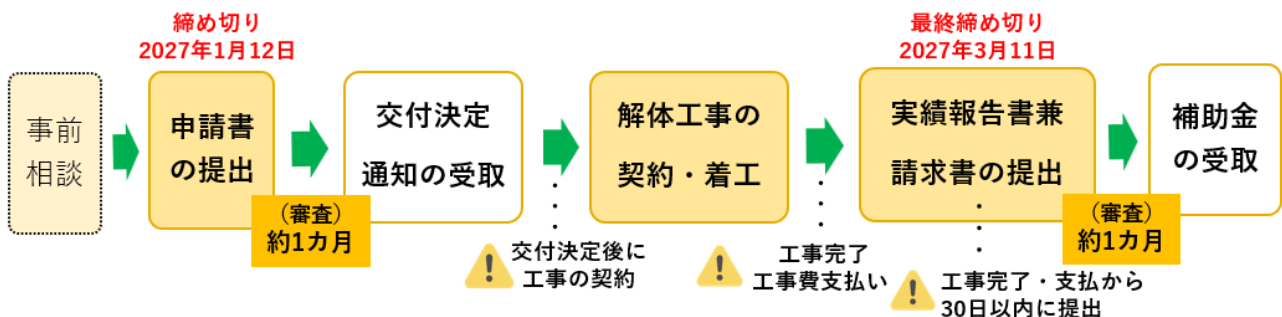 締め切り
2027年1月12日
最終締め切り
2027年3月11日
事前
相談
申請書
の提出
(審査)
約1カ月
交付決定
通知の受取
交付決定後に
工事の契約
解体工事の
契約・着工
工事完了
工事費支払い
実績報告書兼
請求書の提出
工事完了・支払から
30日以内に提出
(審査)
約1カ月
補助金
の受取